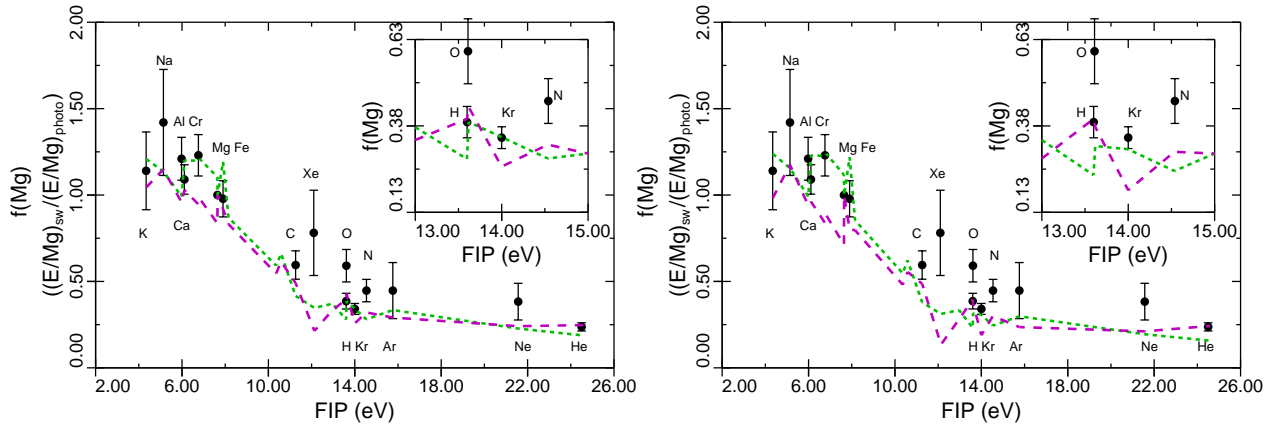 2.00
1.50
1.00
0.50
0.00
f(Mg)
((E/Mg)sw/(E/Mg)photo)
Na
Al Cr
Mg Fe
K
Ca
Xe
C
O
N
H Kr
Ar
Ne
He
2.00 6.00 10.00 14.00 18.00 22.00 26.00
FIP (eV)
0.63
0.38
0.13
f(Mg)
O
H
Kr
N
13.00 14.00 15.00
FIP (eV)
2.00
1.50
1.00
0.50
0.00
f(Mg)
((E/Mg)sw/(E/Mg)photo)
Na
Al Cr
Mg Fe
K
Ca
Xe
C
O
N
H Kr
Ar
Ne
He
2.00 6.00 10.00 14.00 18.00 22.00 26.00
FIP (eV)
0.63
0.38
0.13
f(Mg)
O
H
Kr
N
13.00 14.00 15.00
FIP (eV)